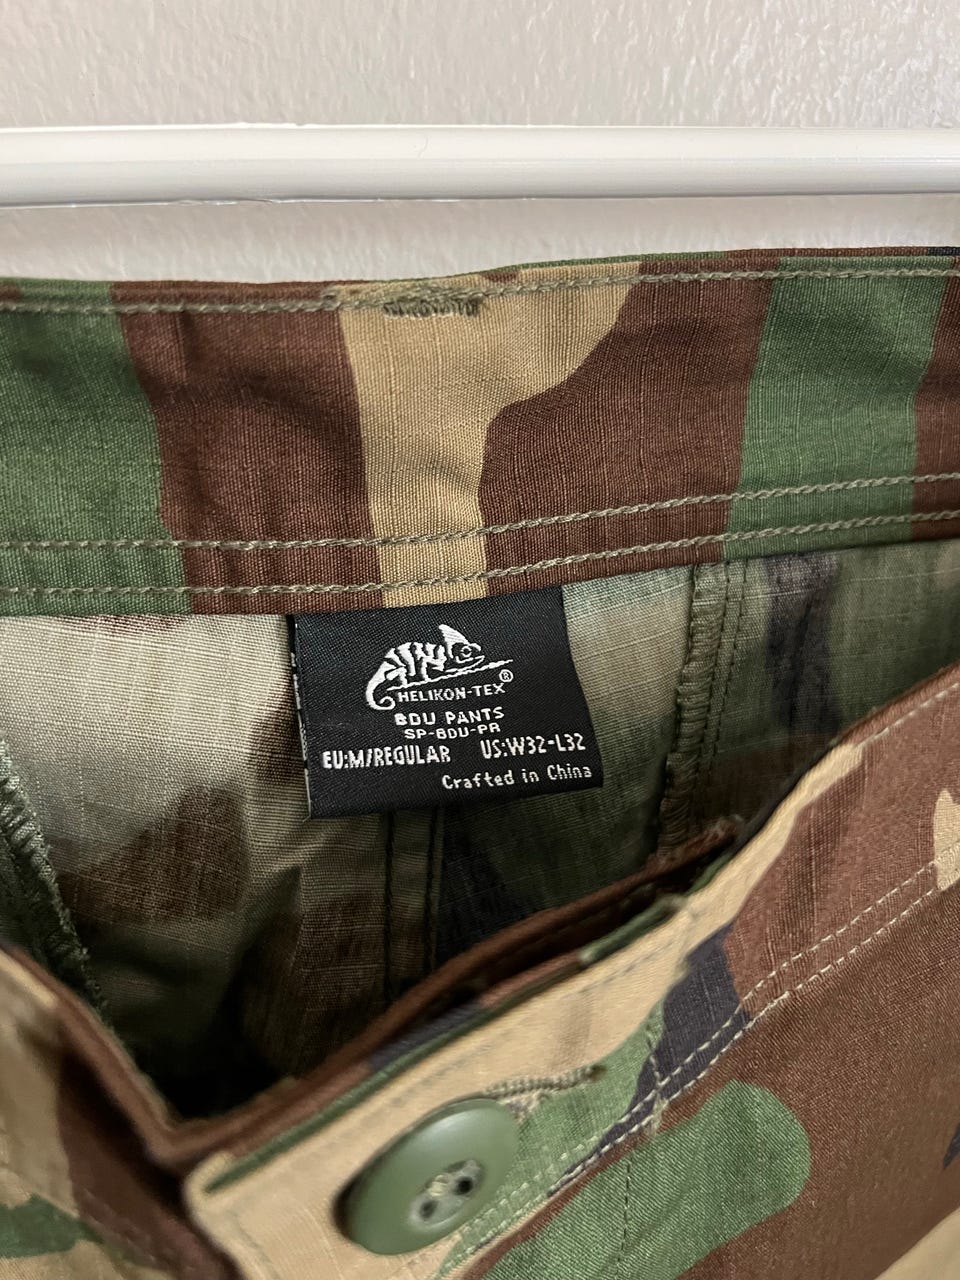 HELIKON-TEX®
BDU PANTS
SP-BDU-PR
EU:M/REGULAR US:W32-L32
Crafted in China